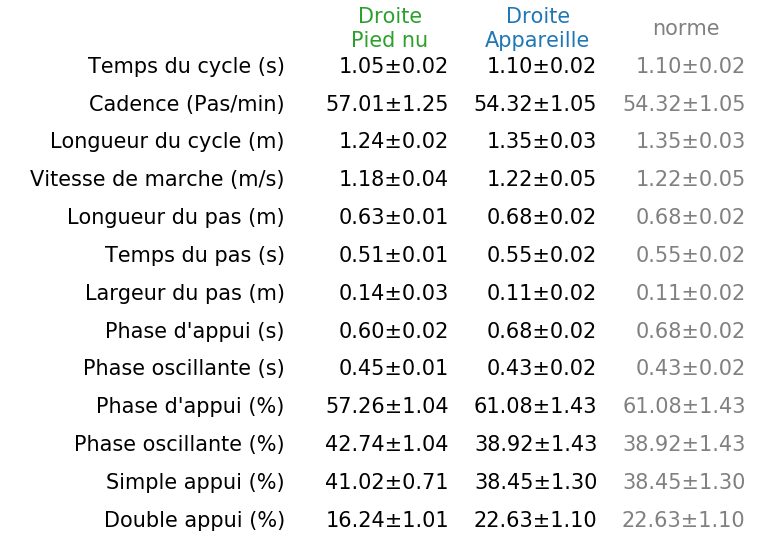 Droite Droite norme
Pied nu Appareille
Temps du cycle (s) 1.05±0.02 1.10±0.02 1.10±0.02
Cadence (Pas/min) 57.01±1.25 54.32±1.05 54.32±1.05
Longueur du cycle (m) 1.24±0.02 1.35±0.03 1.35±0.03
Vitesse de marche (m/s) 1.18±0.04 1.22±0.05 1.22±0.05
Longueur du pas (m) 0.63±0.01 0.68±0.02 0.68±0.02
Temps du pas (s) 0.51±0.01 0.55±0.02 0.55±0.02
Largeur du pas (m) 0.14±0.03 0.11±0.02 0.11±0.02
Phase d'appui (s) 0.60±0.02 0.68±0.02 0.68±0.02
Phase oscillante (s) 0.45±0.01 0.43±0.02 0.43±0.02
Phase d'appui (%) 57.26±1.04 61.08±1.43 61.08±1.43
Phase oscillante (%) 42.74±1.04 38.92±1.43 38.92±1.43
Simple appui (%) 41.02±0.71 38.45±1.30 38.45±1.30
Double appui (%) 16.24±1.01 22.63±1.10 22.63±1.10